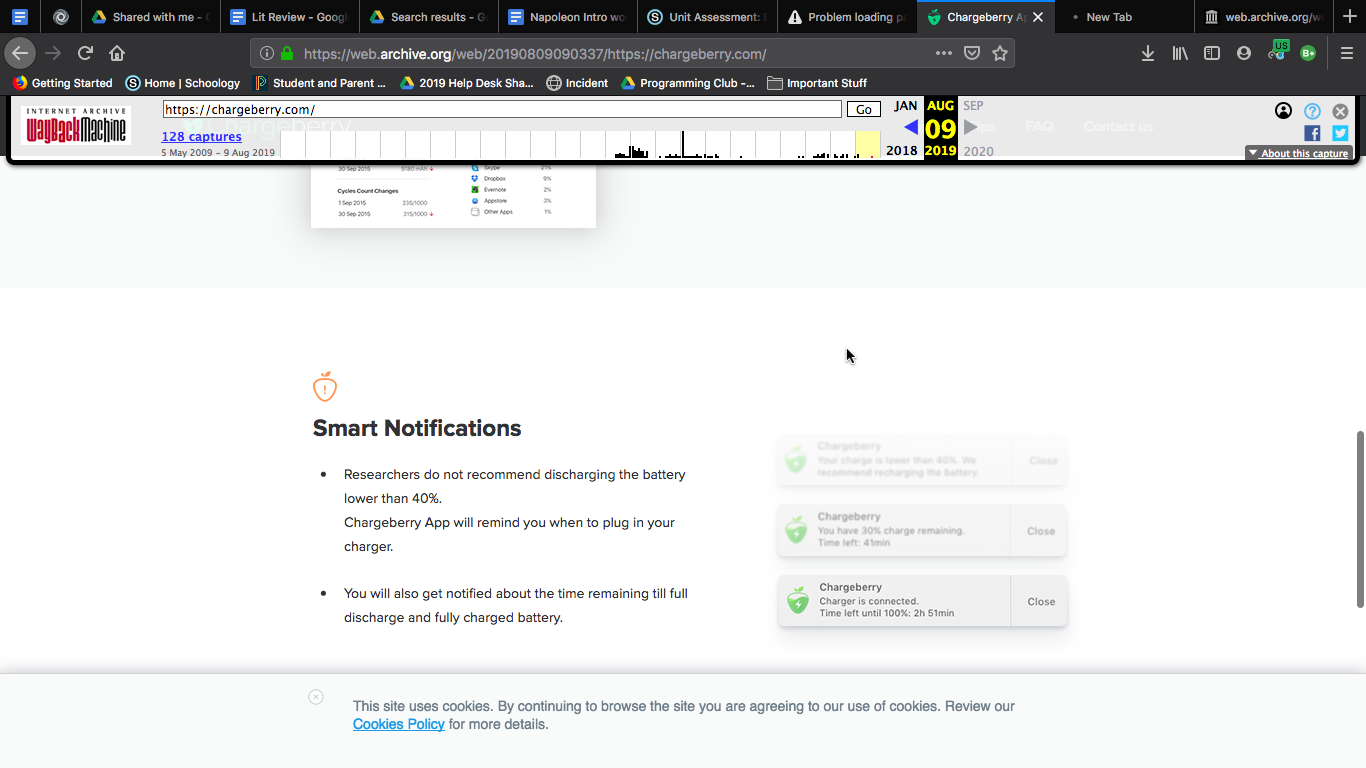 Shared with me - G
Lit Review - Googl
Search results - Go
Napoleon Intro wo
Unit Assessment: E
Problem loading p
Chargeberry A
New Tab
web.archive.org/w
https://web.archive.org/web/20190809090337/https://chargeberry.com/
US
B+
Getting Started
Home | Schoology
Student and Parent ...
2019 Help Desk Sha...
Incident
Programming Club -...
Important Stuff
INTERNET ARCHIVE
WayBackMachine
https://chargeberry.com/
Go
JAN
AUG
SEP
128 captures
09
FAQ
Contact us
5 May 2009 – 9 Aug 2019
2018
2019
2020
About this capture
30 Sep 2015 5180 mAh ↓
Skype 21%
Dropbox 9%
Cycles Count Changes
Evernote 2%
1 Sep 2015 235/1000
Appstore 3%
30 Sep 2015 315/1000 ↓
Other Apps 1%
Smart Notifications
• Researchers do not recommend discharging the battery
lower than 40%.
Chargeberry App will remind you when to plug in your
charger.
• You will also get notified about the time remaining till full
discharge and fully charged battery.
Chargeberry
Your charge is lower than 40%. We
recommend recharging the battery.
Close
Chargeberry
You have 30% charge remaining.
Time left: 41min
Close
Chargeberry
Charger is connected.
Time left until 100%: 2h 51min
Close
This site uses cookies. By continuing to browse the site you are agreeing to our use of cookies. Review our
Cookies Policy for more details.